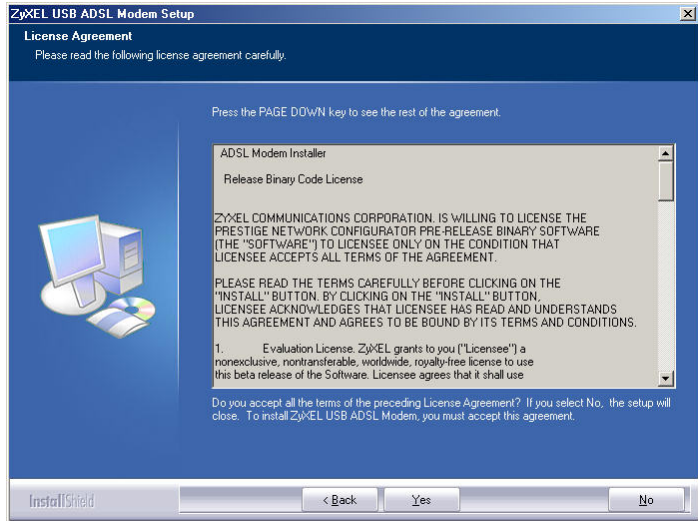 ZyXEL USB ADSL Modem Setup
License Agreement
Please read the following license agreement carefully.
Press the PAGE DOWN key to see the rest of the agreement.
ADSL Modem Installer
Release Binary Code License
ZYXEL COMMUNICATIONS CORPORATION. IS WILLING TO LICENSE THE
PRESTIGE NETWORK CONFIGURATOR PRE-RELEASE BINARY SOFTWARE
(THE "SOFTWARE") TO LICENSEE ONLY ON THE CONDITION THAT
LICENSEE ACCEPTS ALL TERMS OF THE AGREEMENT.
PLEASE READ THE TERMS CAREFULLY BEFORE CLICKING ON THE
"INSTALL" BUTTON. BY CLICKING ON THE "INSTALL" BUTTON,
LICENSEE ACKNOWLEDGES THAT LICENSEE HAS READ AND UNDERSTANDS
THIS AGREEMENT AND AGREES TO BE BOUND BY ITS TERMS AND CONDITIONS.
1. Evaluation License. ZyXEL grants to you ("Licensee") a
nonexclusive, nontransferable, worldwide, royalty-free license to use
this beta release of the Software. Licensee agrees that it shall use
Do you accept all the terms of the preceding License Agreement? If you select No, the setup will
close. To install ZyXEL USB ADSL Modem, you must accept this agreement.
InstallShield
< Back
Yes
No